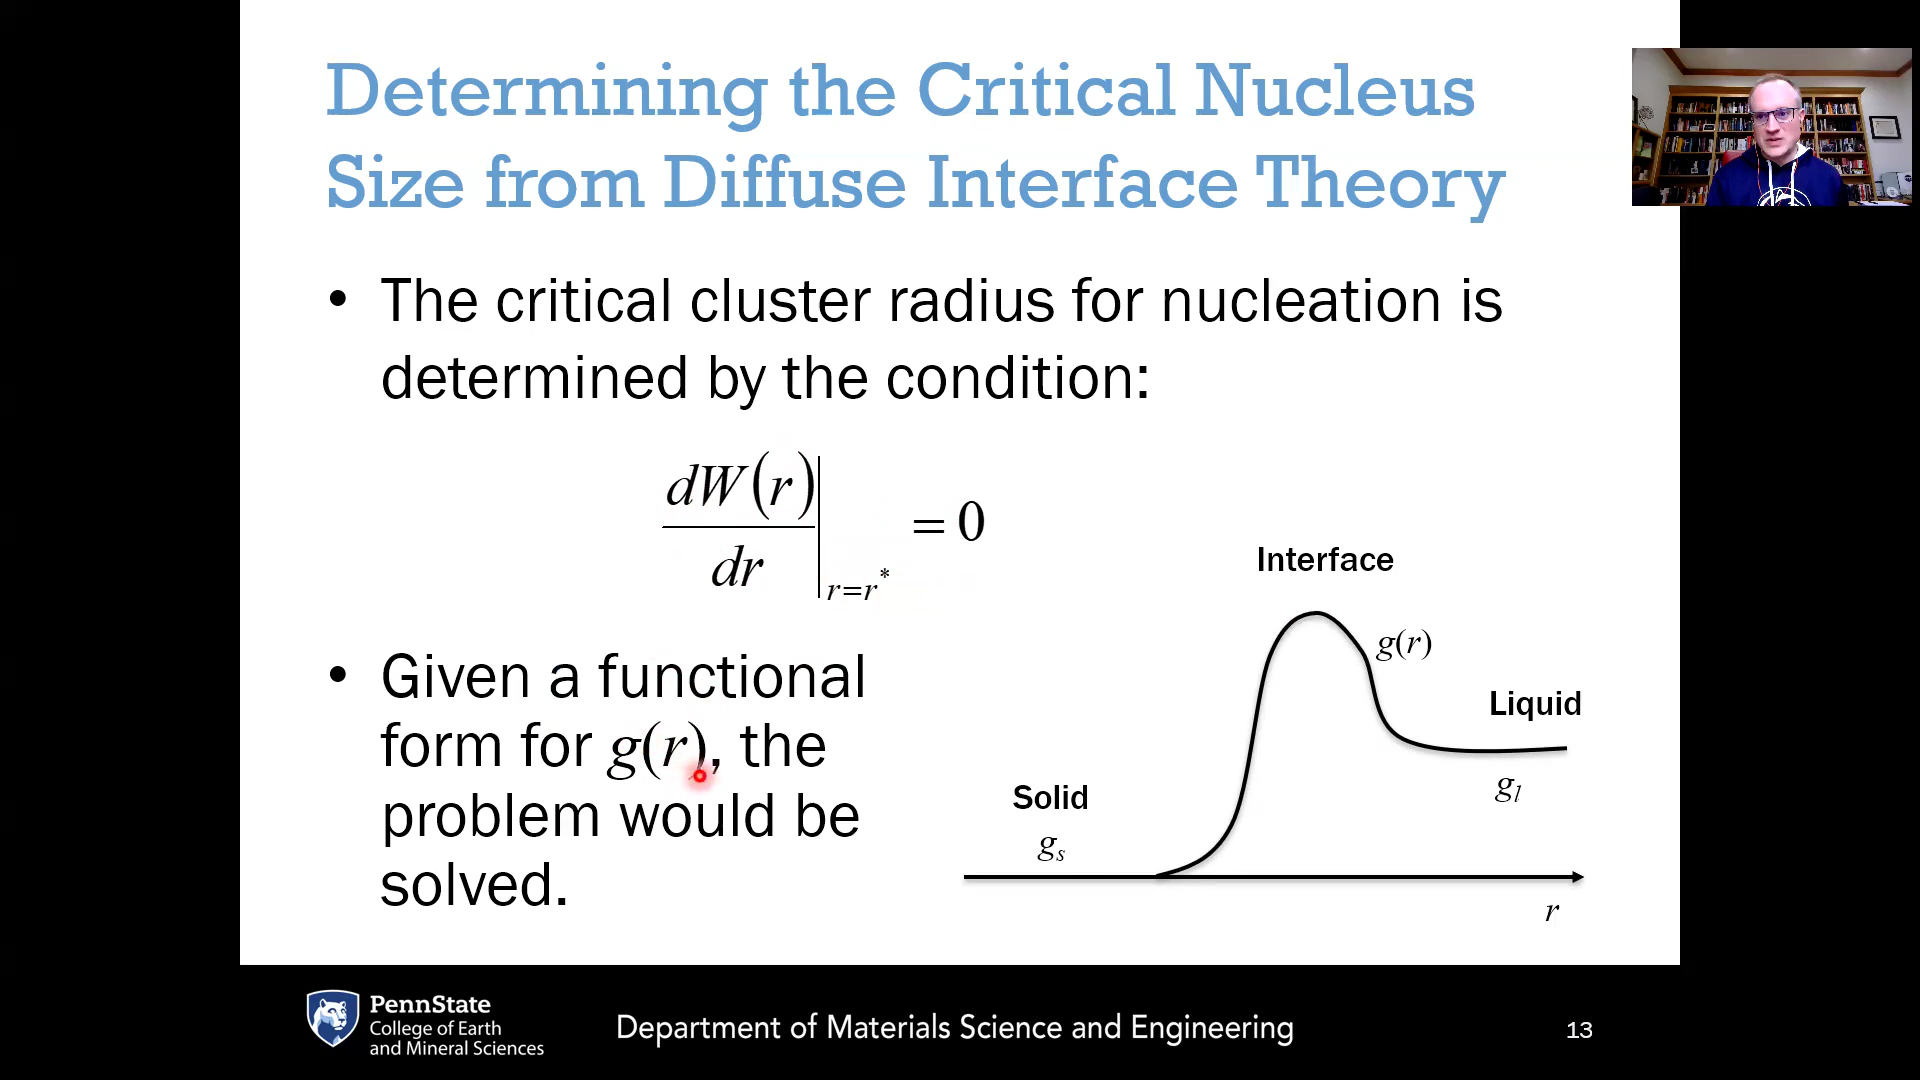 Determining the Critical Nucleus
Size from Diffuse Interface Theory
• The critical cluster radius for nucleation is
determined by the condition:
dW(r)
dr
r=r*
= 0
• Given a functional
form for g(r), the
problem would be
solved.
Interface
g(r)
Liquid
g_l
Solid
g_s
r
PennState
College of Earth
and Mineral Sciences
Department of Materials Science and Engineering
13